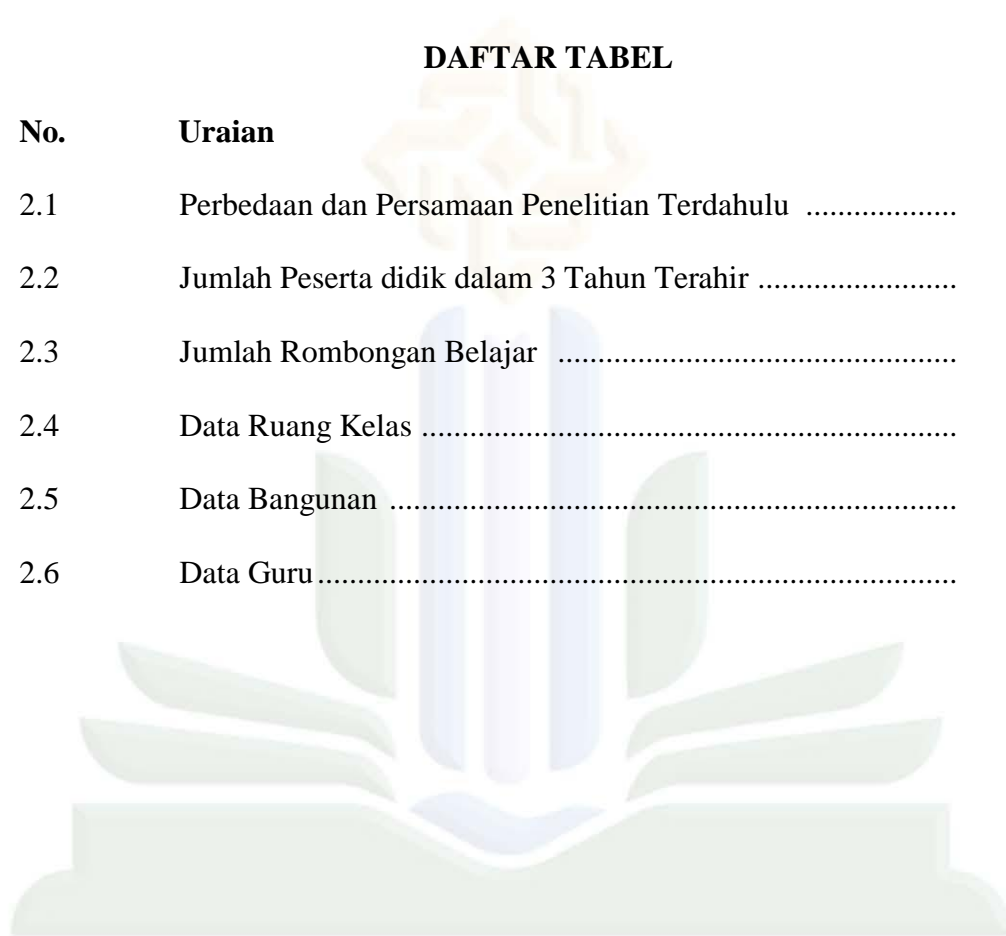 DAFTAR TABEL
No. Uraian
2.1 Perbedaan dan Persamaan Penelitian Terdahulu ...................
2.2 Jumlah Peserta didik dalam 3 Tahun Terahir .........................
2.3 Jumlah Rombongan Belajar ..................................................
2.4 Data Ruang Kelas ...................................................................
2.5 Data Bangunan .......................................................................
2.6 Data Guru ................................................................................